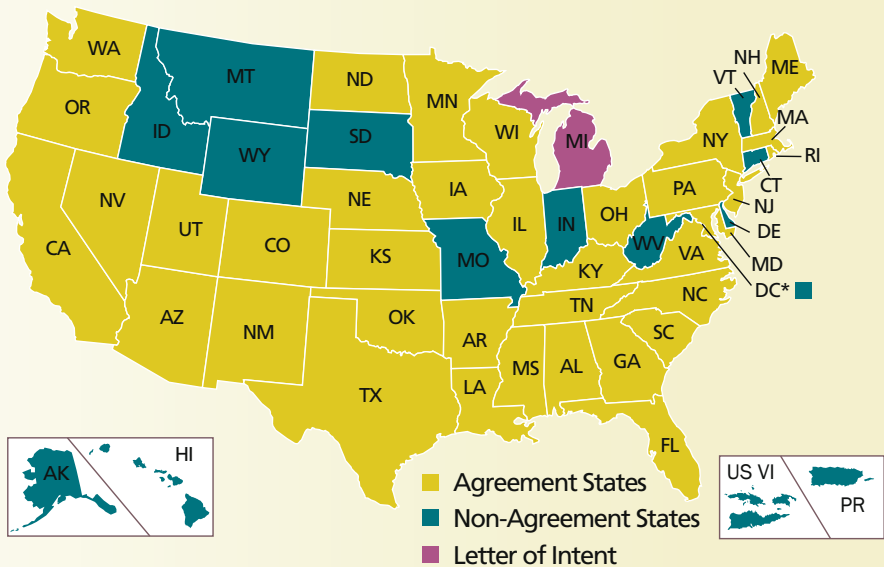 WA
MT
ND
MN
OR
ID
SD
WY
WI
MI
NY
VT
NH
ME
MA
RI
CT
NJ
DE
MD
DC*
PA
NV
UT
NE
IA
IL
IN
OH
WV
VA
CA
CO
KS
MO
KY
NC
TN
AZ
NM
OK
AR
SC
MS
AL
GA
TX
LA
FL
AK
HI
Agreement States
Non-Agreement States
Letter of Intent
US VI
PR